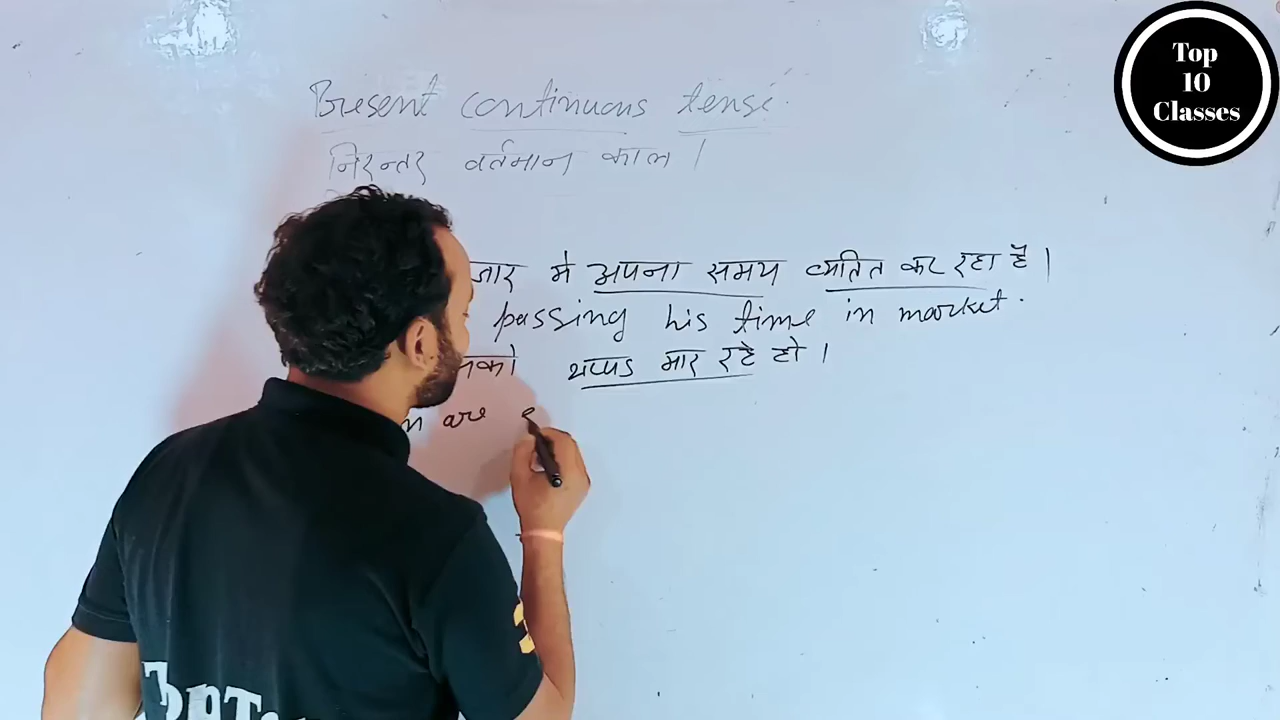 Top
10
Classes
Present continuous tense.
निरन्तर वर्तमान काल।
में अपना समय व्यतित कर रहा है।
passing his time in market.
थप्पड मार रहे हो।
are